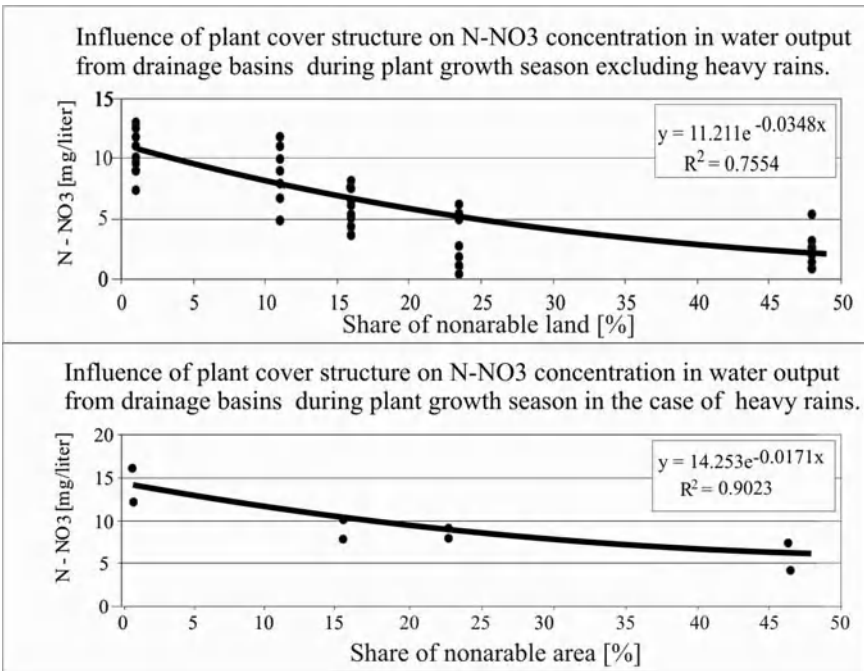 Influence of plant cover structure on N-NO3 concentration in water output
from drainage basins during plant growth season excluding heavy rains.
15
10
5
0
N - NO3 [mg/liter]
y = 11.211e -0.0348x
R2 = 0.7554
0 5 10 15 20 25 30 35 40 45 50
Share of nonarable land [%]
Influence of plant cover structure on N-NO3 concentration in water output
from drainage basins during plant growth season in the case of heavy rains.
20
15
10
5
0
N - NO3 [mg/liter]
y = 14.253e-0.0171x
R2 = 0.9023
0 5 10 15 20 25 30 35 40 45 50
Share of nonarable area [%]